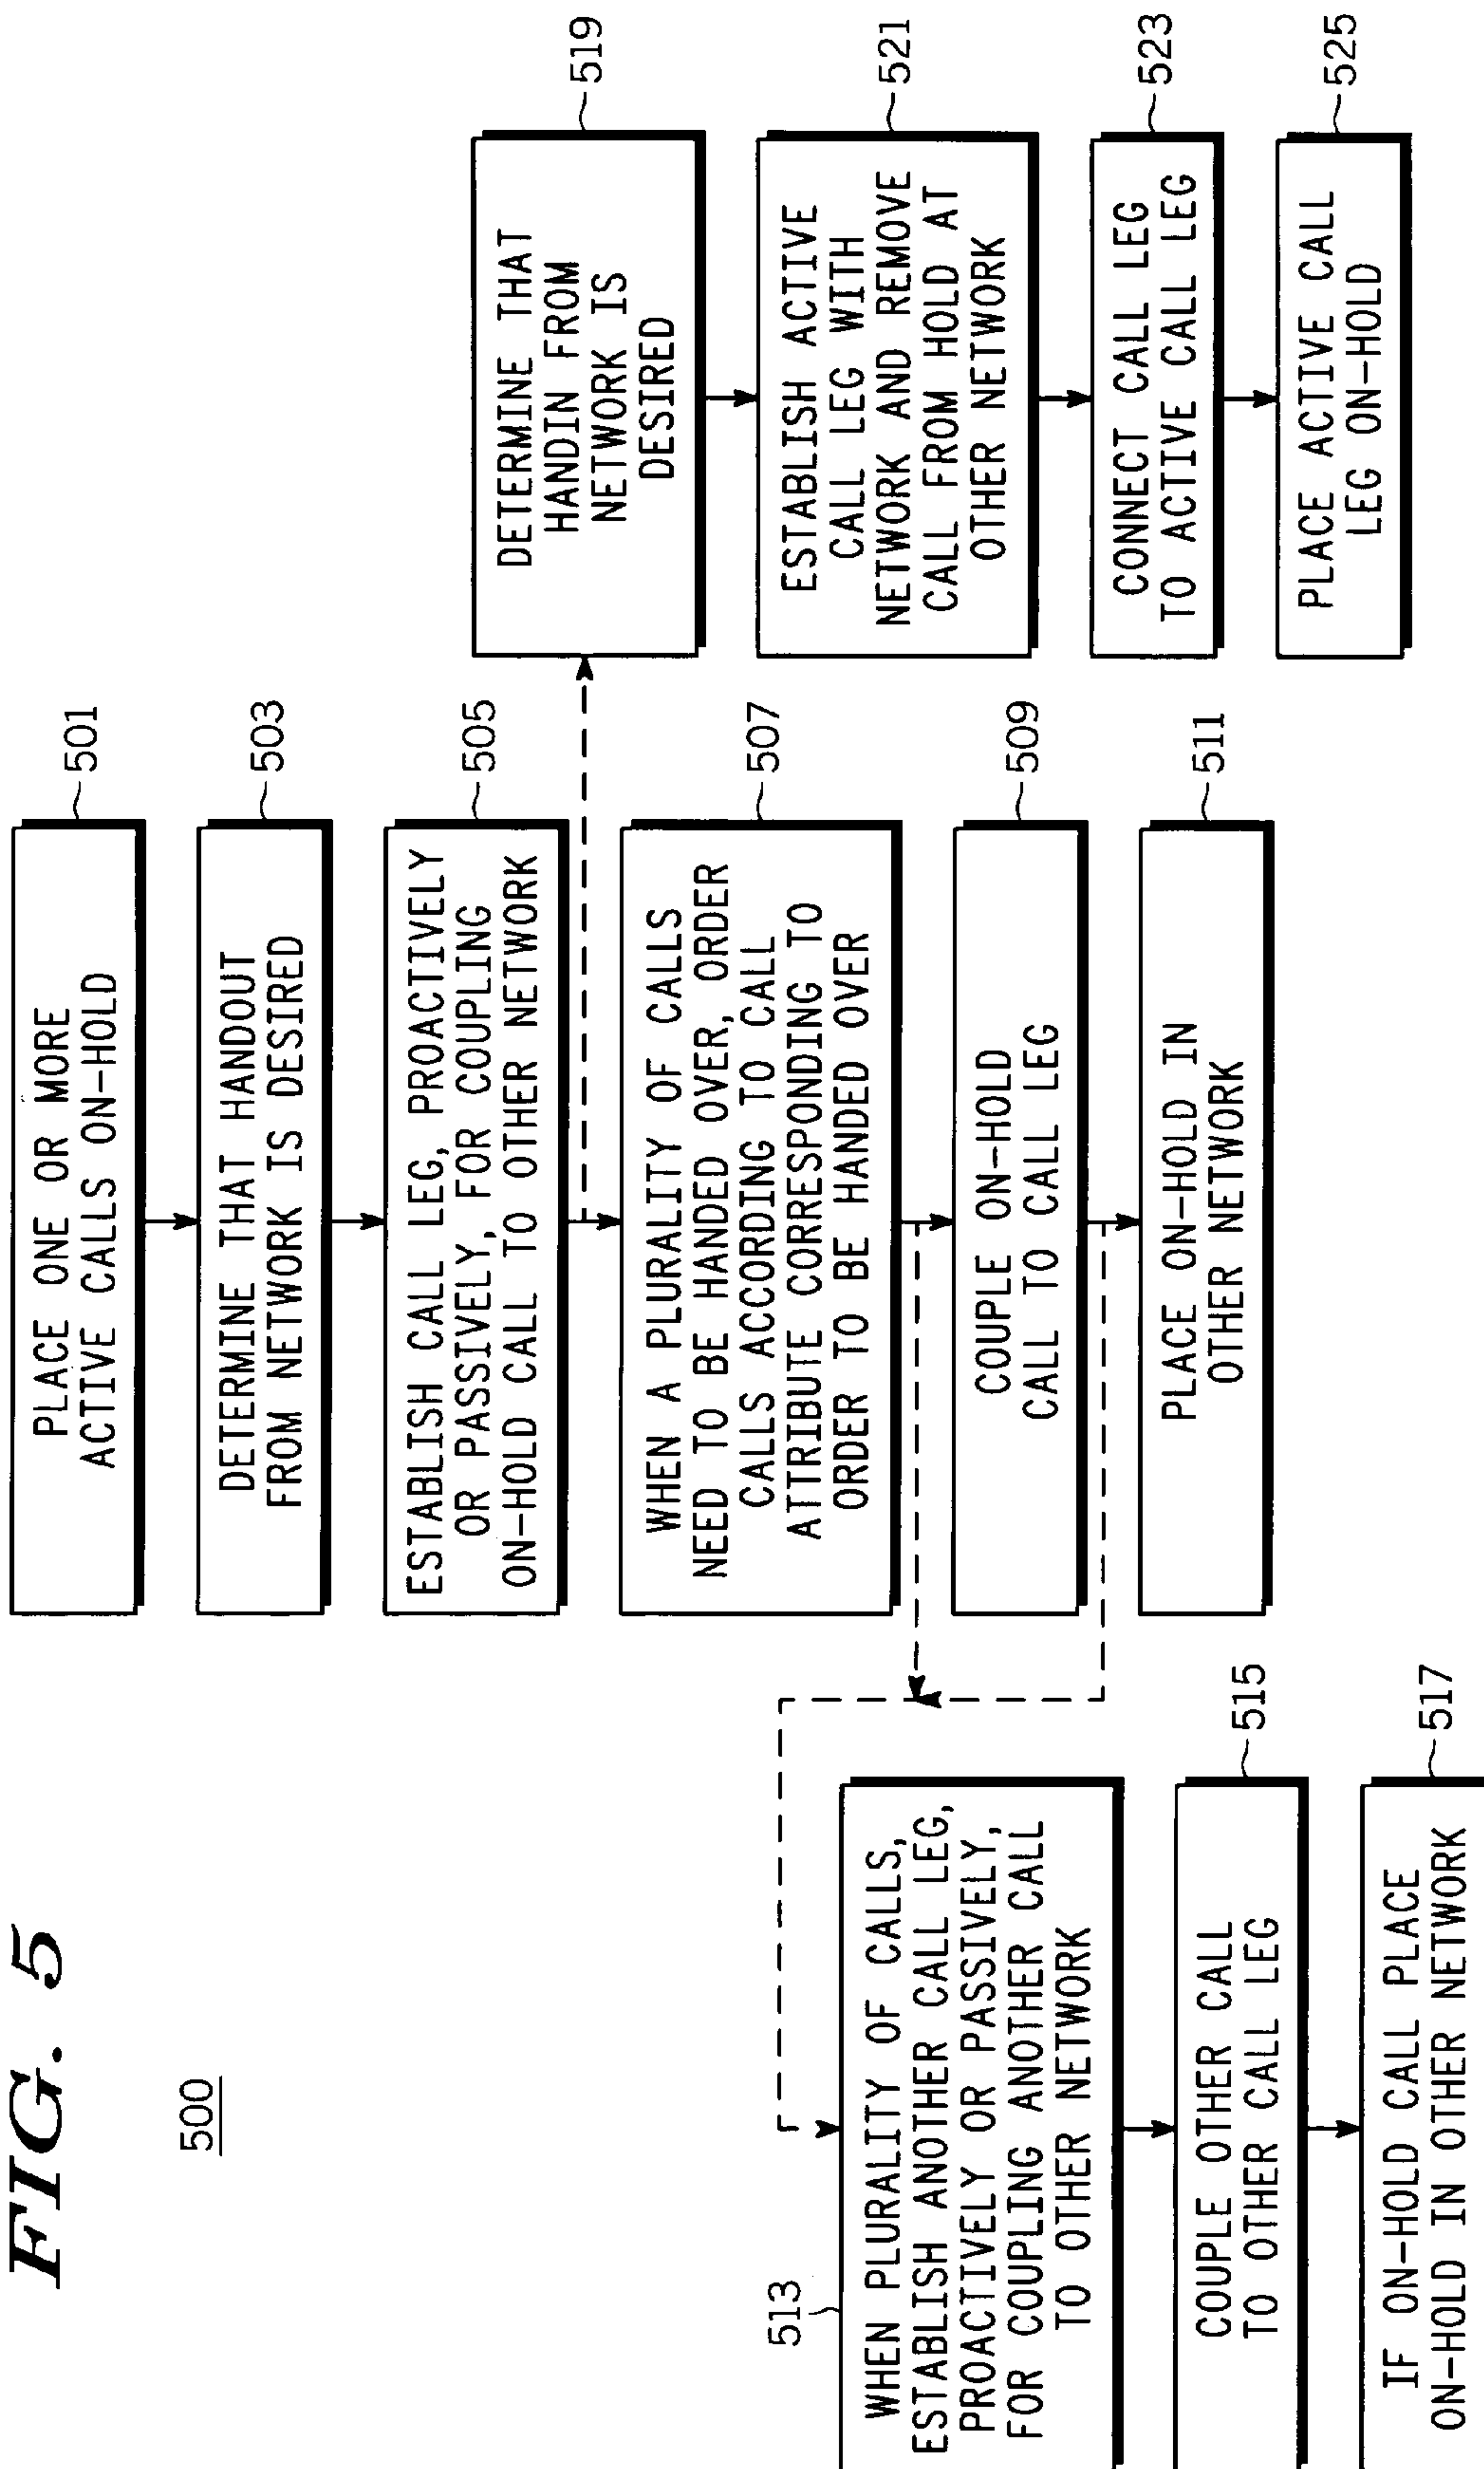 FIG. 5
500
PLACE ONE OR MORE
ACTIVE CALLS ON-HOLD
501
DETERMINE THAT HANDOUT
FROM NETWORK IS DESIRED
503
ESTABLISH CALL LEG, PROACTIVELY
OR PASSIVELY, FOR COUPLING
ON-HOLD CALL TO OTHER NETWORK
505
WHEN A PLURALITY OF CALLS
NEED TO BE HANDED OVER, ORDER
CALLS ACCORDING TO CALL
ATTRIBUTE CORRESPONDING TO
ORDER TO BE HANDED OVER
507
COUPLE ON-HOLD
CALL TO CALL LEG
509
PLACE ON-HOLD IN
OTHER NETWORK
511
513
WHEN PLURALITY OF CALLS,
ESTABLISH ANOTHER CALL LEG,
PROACTIVELY OR PASSIVELY,
FOR COUPLING ANOTHER CALL
TO OTHER NETWORK
COUPLE OTHER CALL
TO OTHER CALL LEG
515
IF ON-HOLD CALL PLACE
ON-HOLD IN OTHER NETWORK
517
DETERMINE THAT
HANDIN FROM
NETWORK IS
DESIRED
519
ESTABLISH ACTIVE
CALL LEG WITH
NETWORK AND REMOVE
CALL FROM HOLD AT
OTHER NETWORK
521
CONNECT CALL LEG
TO ACTIVE CALL LEG
523
PLACE ACTIVE CALL
LEG ON-HOLD
525